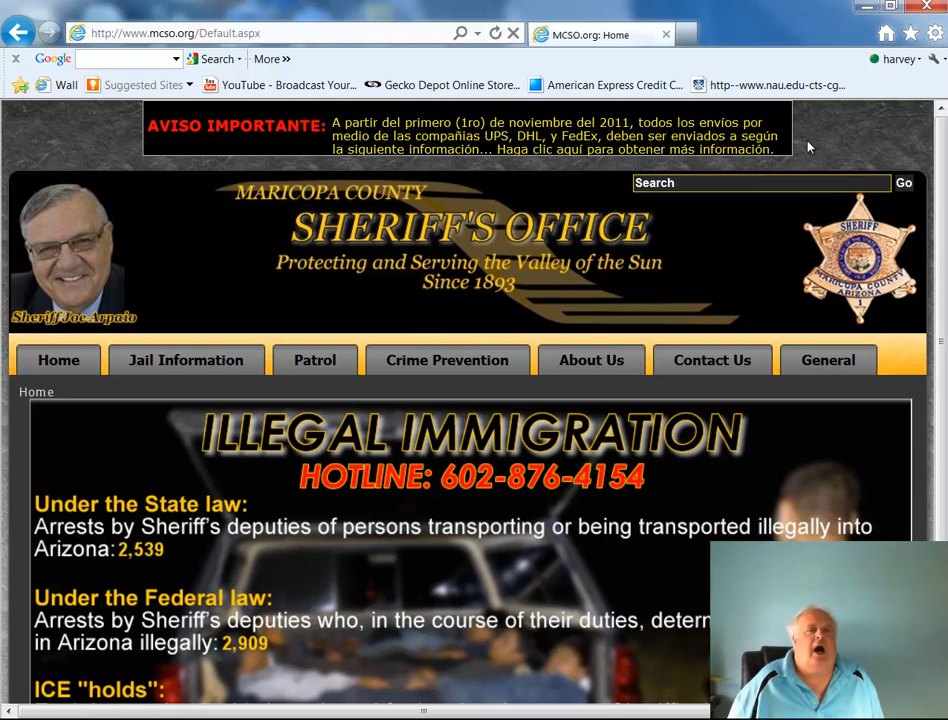 http://www.mcso.org/Default.aspx
MCSO.org: Home
x Google Search More »
harvey
Wall Suggested Sites YouTube - Broadcast Your... Gecko Depot Online Store... American Express Credit C... http--www.nau.edu-cts-cg...
AVISO IMPORTANTE:
A partir del primero (1ro) de noviembre del 2011, todos los envíos por
medio de las compañias UPS, DHL, y FedEx, deben ser enviados a según
la siguiente información... Haga clic aquí para obtener más información.
Search Go
MARICOPA COUNTY
SHERIFF'S OFFICE
Protecting and Serving the Valley of the Sun
Since 1893
Sheriff Joe Arpaio
SHERIFF
MARICOPA COUNTY
ARIZONA
1
Home Jail Information Patrol Crime Prevention About Us Contact Us General
Home
ILLEGAL IMMIGRATION
HOTLINE: 602-876-4154
Under the State law:
Arrests by Sheriff's deputies of persons transporting or being transported illegally into
Arizona: 2,539
Under the Federal law:
Arrests by Sheriff's deputies who, in the course of their duties, determ
in Arizona illegally: 2,909
ICE "holds":